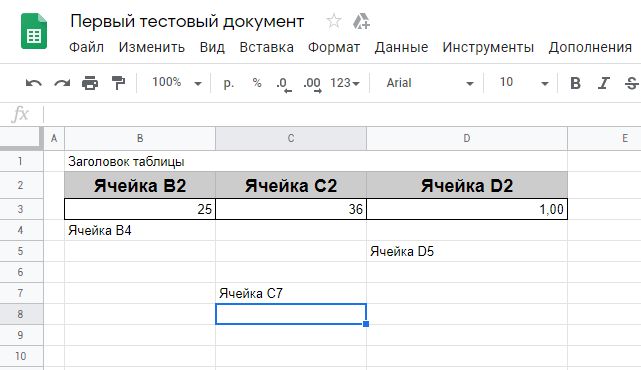 Первый тестовый документ
Файл Изменить Вид Вставка Формат Данные Инструменты Дополнения
100% р. % .0 .00 123 Arial 10 B I S
fx
A B C D E
1 Заголовок таблицы
2 Ячейка B2 Ячейка C2 Ячейка D2
3 25 36 1,00
4 Ячейка B4
5 Ячейка D5
6
7 Ячейка C7
8
9
10